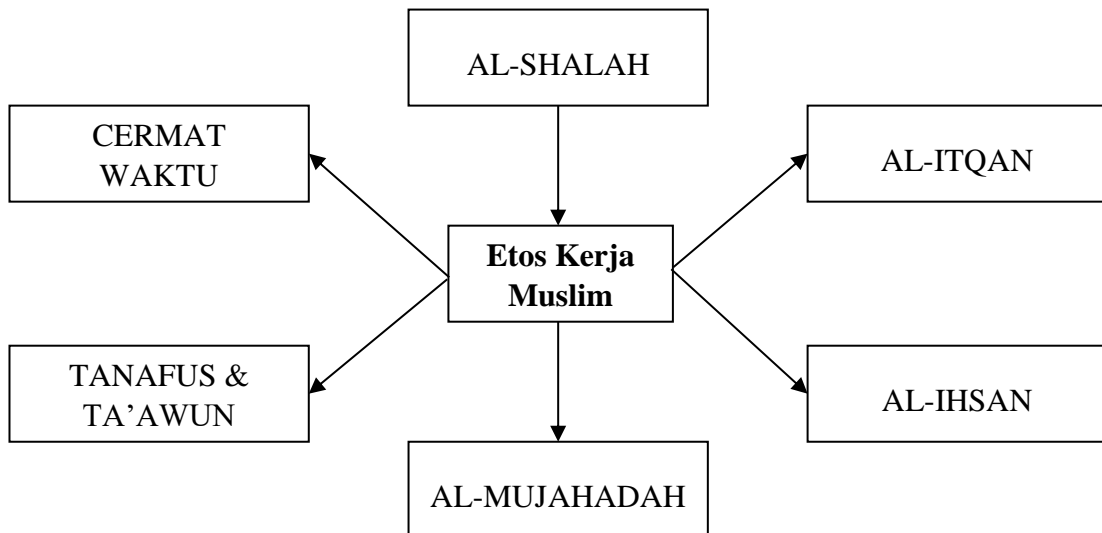 AL-SHALAH
CERMAT
WAKTU
AL-ITQAN
Etos Kerja
Muslim
TANAFUS &
TA’AWUN
AL-IHSAN
AL-MUJAHADAH